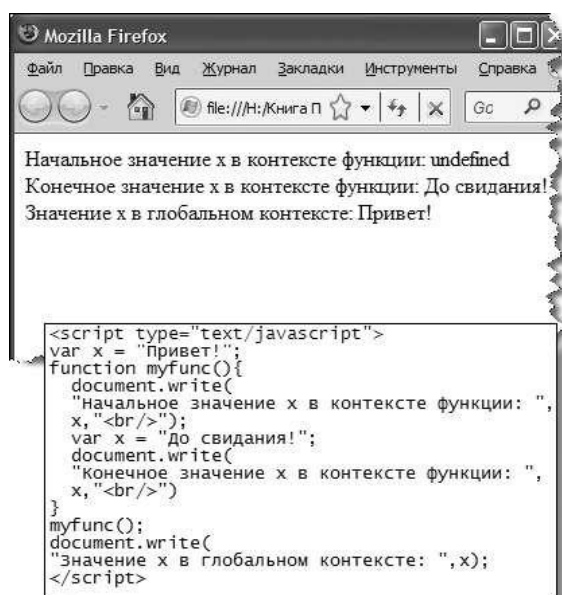 Mozilla Firefox
Файл Правка Вид Журнал Закладки Инструменты Справка
file:///H:/Книга П
Gc
Начальное значение x в контексте функции: undefined
Конечное значение x в контексте функции: До свидания!
Значение x в глобальном контексте: Привет!
<script type="text/javascript">
var x = "Привет!";
function myfunc(){
document.write(
"Начальное значение x в контексте функции: ",
x,"<br/>");
var x = "До свидания!";
document.write(
"Конечное значение x в контексте функции: ",
x,"<br/>")
}
myfunc();
document.write(
"Значение x в глобальном контексте: ",x);
</script>